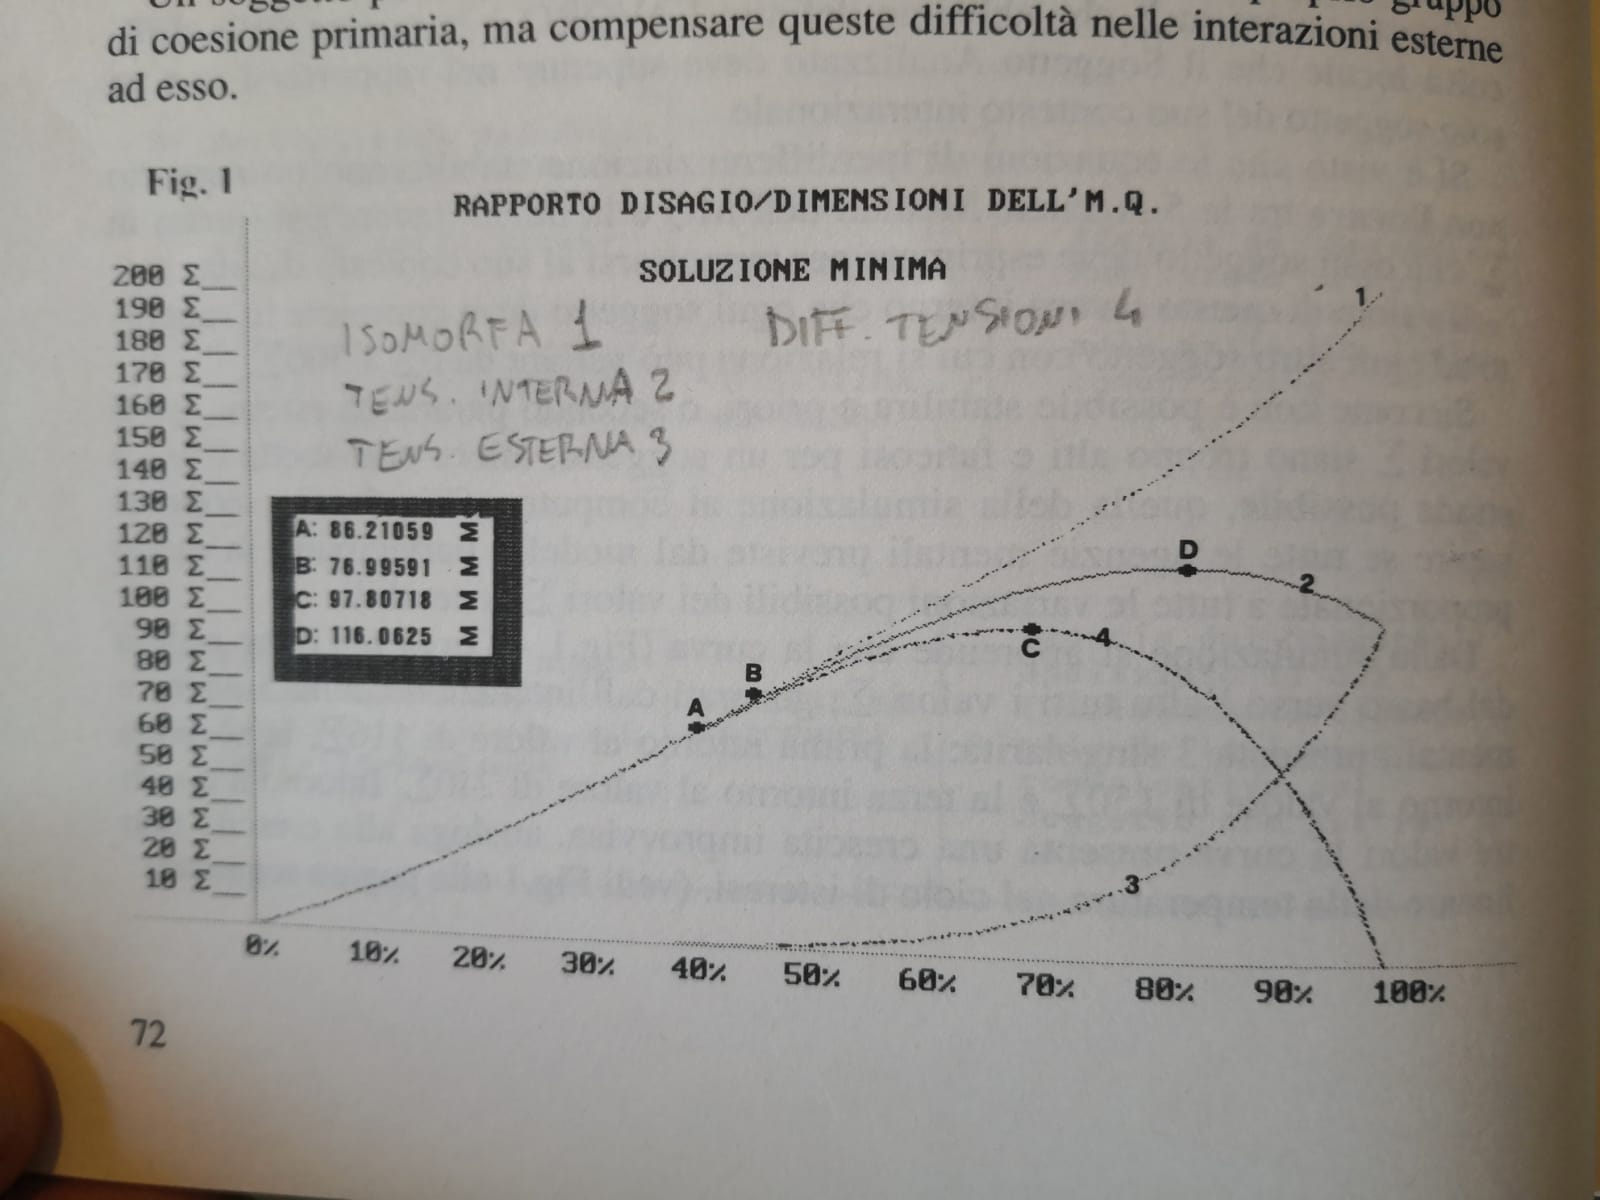 Un soggetto gruppo
di coesione primaria, ma compensare queste difficoltà nelle interazioni esterne
ad esso.
Fig. 1
RAPPORTO DISAGIO/DIMENSIONI DELL'M.Q.
SOLUZIONE MINIMA
ISOMORFA 1
DIFF. TENSIONI 4
TENS. INTERNA 2
TENS. ESTERNA 3
200 Σ
190 Σ
180 Σ
170 Σ
160 Σ
150 Σ
140 Σ
130 Σ
120 Σ
110 Σ
100 Σ
90 Σ
80 Σ
70 Σ
60 Σ
50 Σ
40 Σ
30 Σ
20 Σ
10 Σ
A: 86.21059 Σ
B: 76.99591 Σ
C: 97.80718 Σ
D: 116.0625 Σ
1
D
2
C
4
B
A
3
0% 10% 20% 30% 40% 50% 60% 70% 80% 90% 100%
72